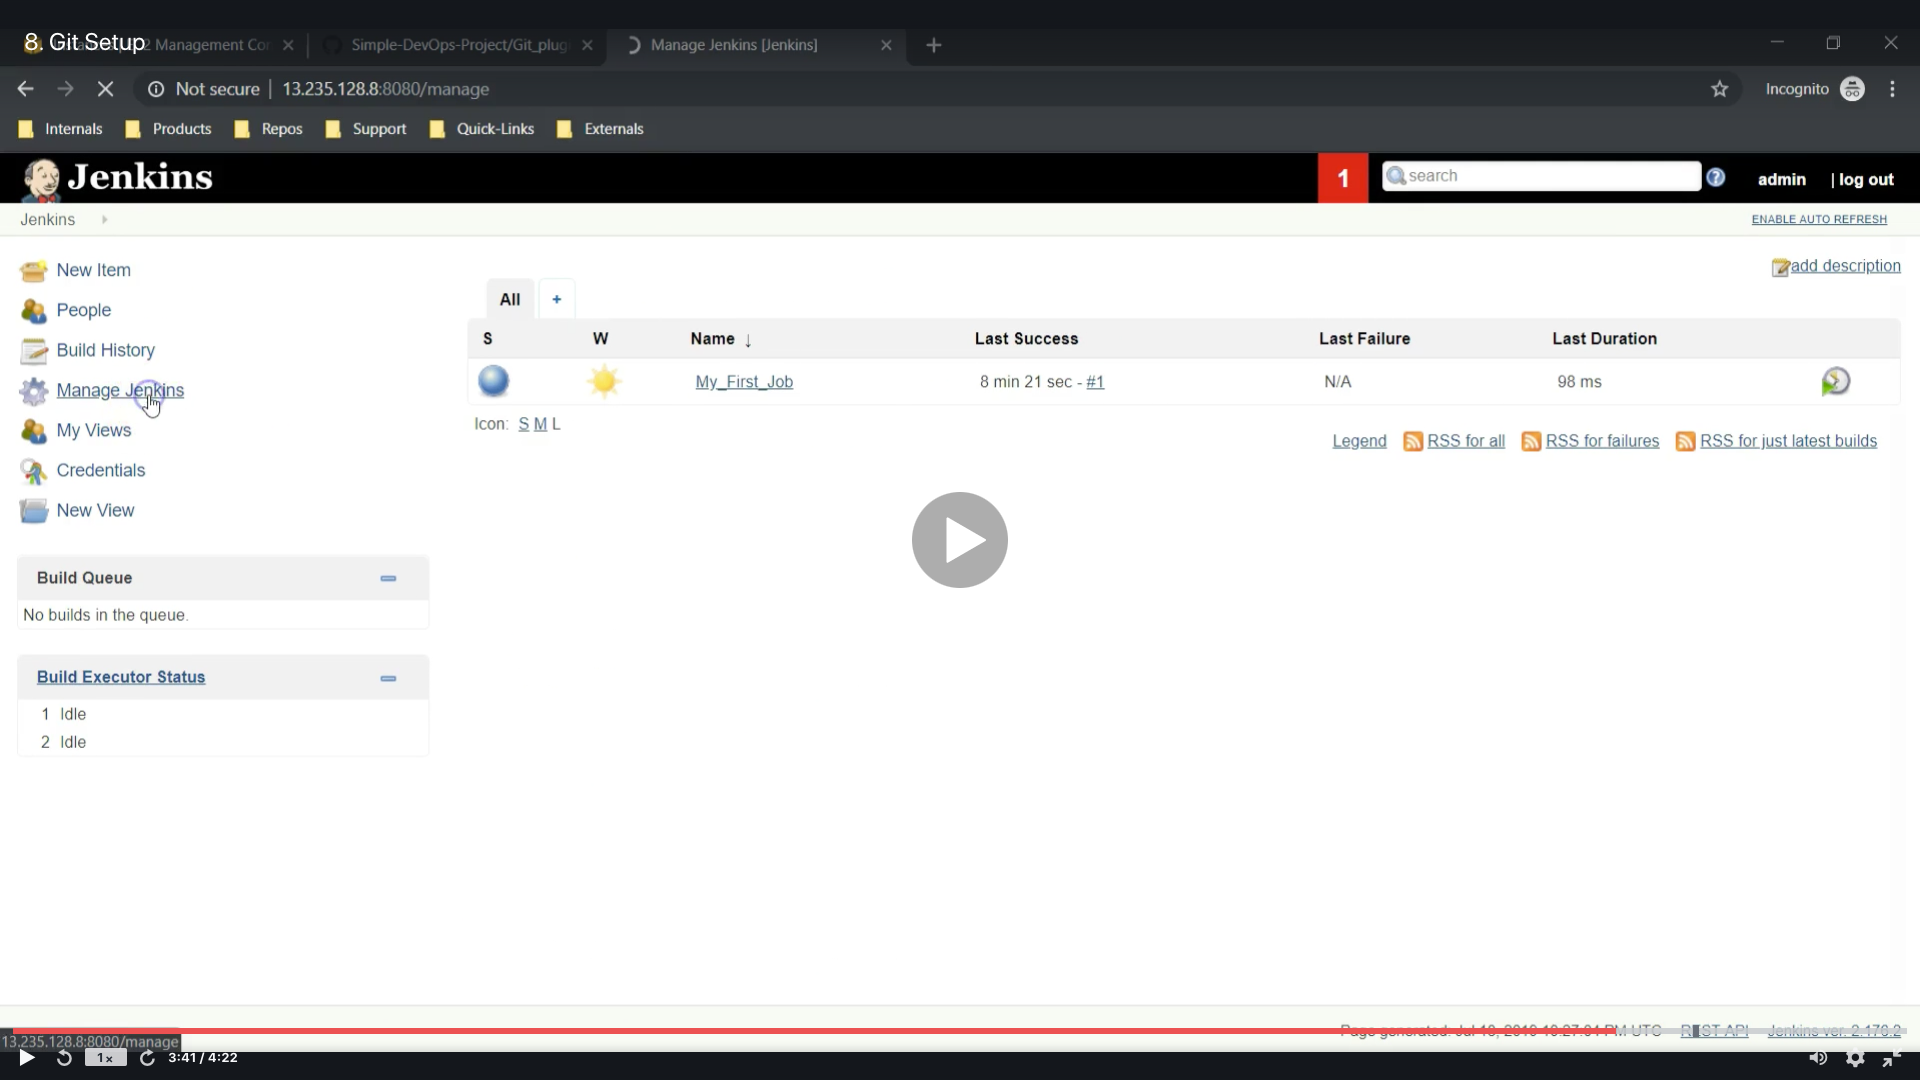 8. Git Setup
2 Management Cor
Simple-DevOps-Project/Git_plug
Manage Jenkins [Jenkins]
Not secure | 13.235.128.8:8080/manage
Incognito
Internals
Products
Repos
Support
Quick-Links
Externals
Jenkins
1
search
admin
| log out
Jenkins
ENABLE AUTO REFRESH
New Item
People
Build History
Manage Jenkins
My Views
Credentials
New View
add description
All
+
S W Name ↓ Last Success Last Failure Last Duration
My_First_Job 8 min 21 sec - #1 N/A 98 ms
Icon: S M L
Legend RSS for all RSS for failures RSS for just latest builds
Build Queue
No builds in the queue.
Build Executor Status
1 Idle
2 Idle
Page generated: Jul 18, 2019 10:27:04 PM UTC REST API Jenkins ver. 2.176.2
13.235.128.8:8080/manage
1x
3:41 / 4:22